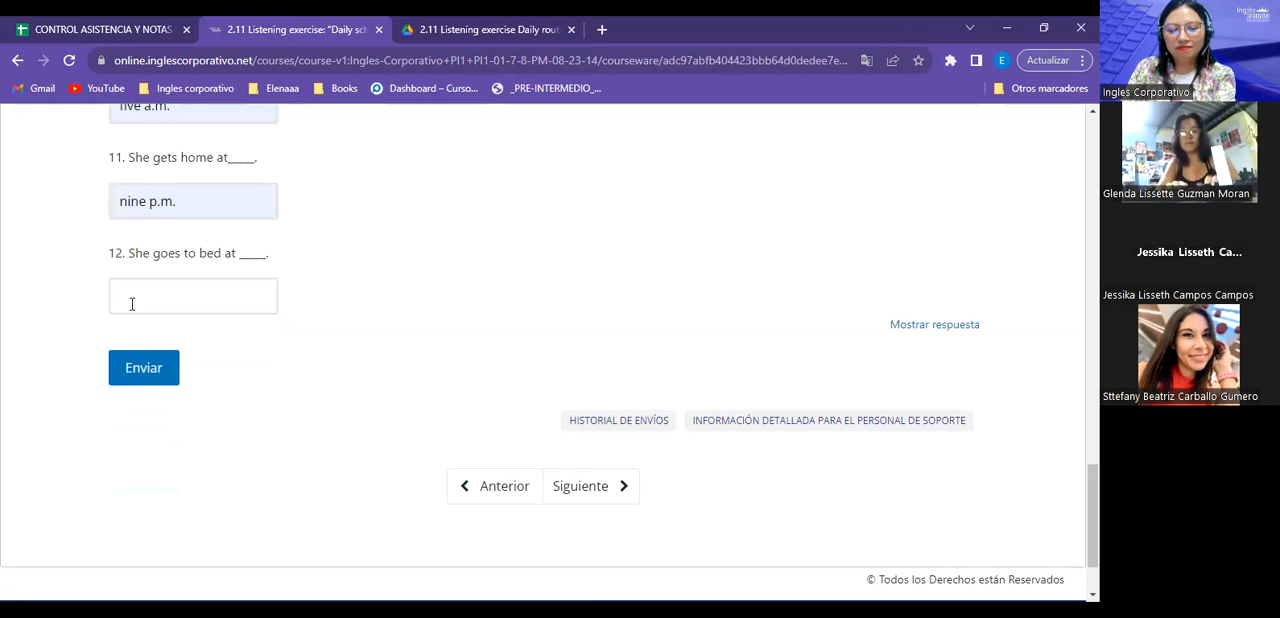 CONTROL ASISTENCIA Y NOTAS
2.11 Listening exercise: "Daily sch
2.11 Listening exercise Daily rout
online.inglescorporativo.net/courses/course-v1:Ingles-Corporativo+PI1+PI1-01-7-8-PM-08-23-14/courseware/adc97abfb404423bbb64d0dedee7e...
E
Actualizar
Gmail
YouTube
Ingles corporativo
Elenaaa
Books
Dashboard – Curso...
_PRE-INTERMEDIO_...
Otros marcadores
five a.m.
11. She gets home at____.
nine p.m.
12. She goes to bed at ____.
Mostrar respuesta
Enviar
HISTORIAL DE ENVÍOS
INFORMACIÓN DETALLADA PARA EL PERSONAL DE SOPORTE
Anterior
Siguiente
© Todos los Derechos están Reservados
Ingles Corporativo
Glenda Lissette Guzman Moran
Jessika Lisseth Ca...
Jessika Lisseth Campos Campos
Sttefany Beatriz Carballo Gumero